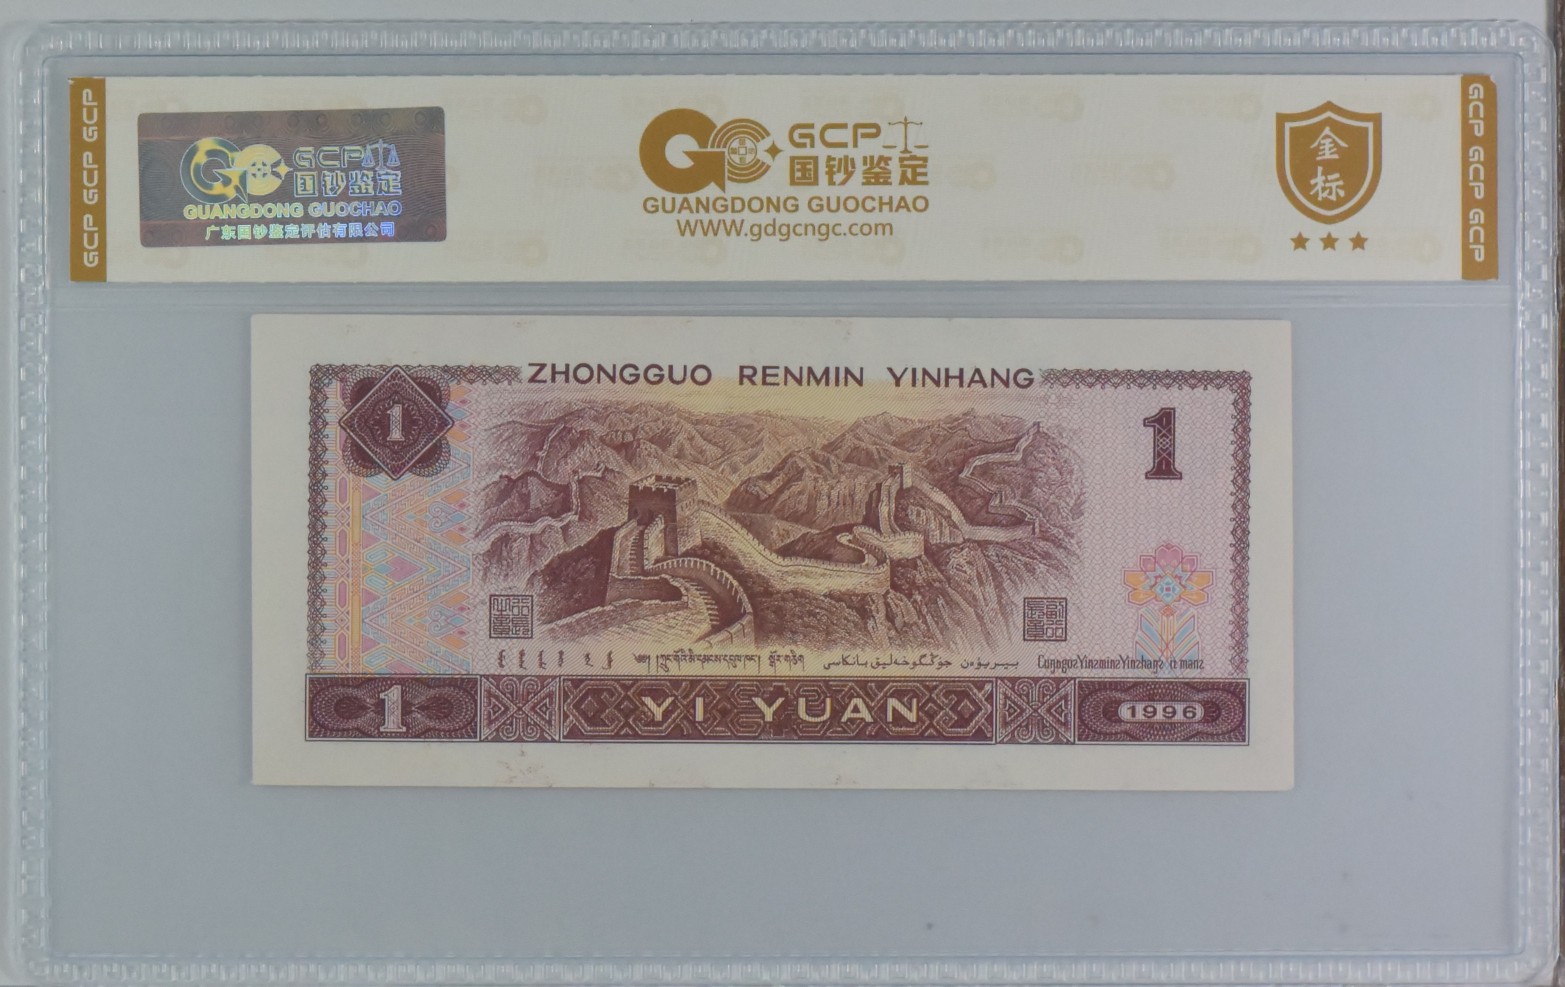 GCP GCP GCP
GCP
国钞鉴定
GUANGDONG GUOCHAO
广东国钞鉴定评估有限公司
GCP
国钞鉴定
GUANGDONG GUOCHAO
WWW.gdgcngc.com
金标
GCP GCP GCP
ZHONGGUO RENMIN YINHANG
1
1
1
YI YUAN
1996